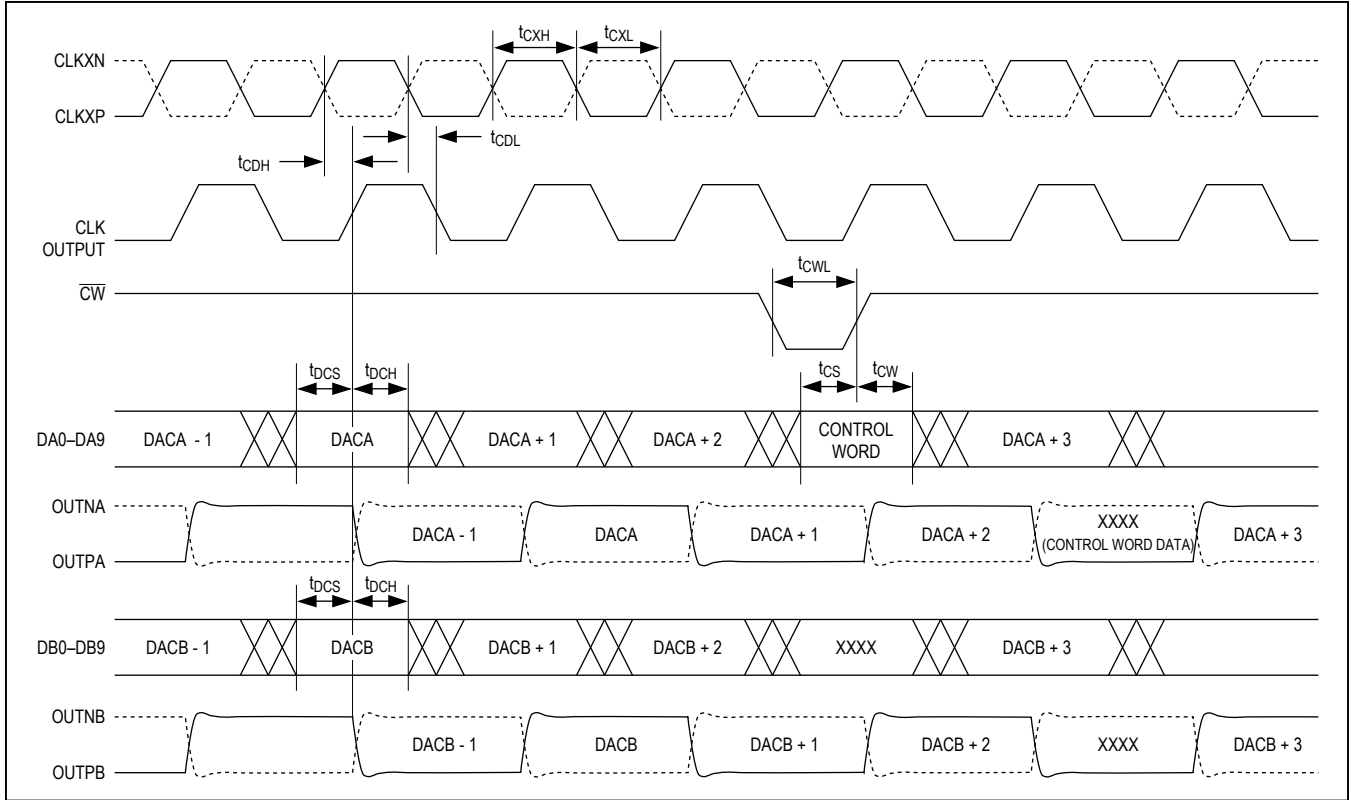 tCXH tCXL
CLKXN
CLKXP
tCDL
tCDH
CLK
OUTPUT
tCWL
CW
tDCS tDCH tCS tCW
DA0–DA9 DACA - 1 DACA DACA + 1 DACA + 2 CONTROL WORD DACA + 3
OUTNA
DACA - 1 DACA DACA + 1 DACA + 2 XXXX (CONTROL WORD DATA) DACA + 3
OUTPA
tDCS tDCH
DB0–DB9 DACB - 1 DACB DACB + 1 DACB + 2 XXXX DACB + 3
OUTNB
DACB - 1 DACB DACB + 1 DACB + 2 XXXX DACB + 3
OUTPB